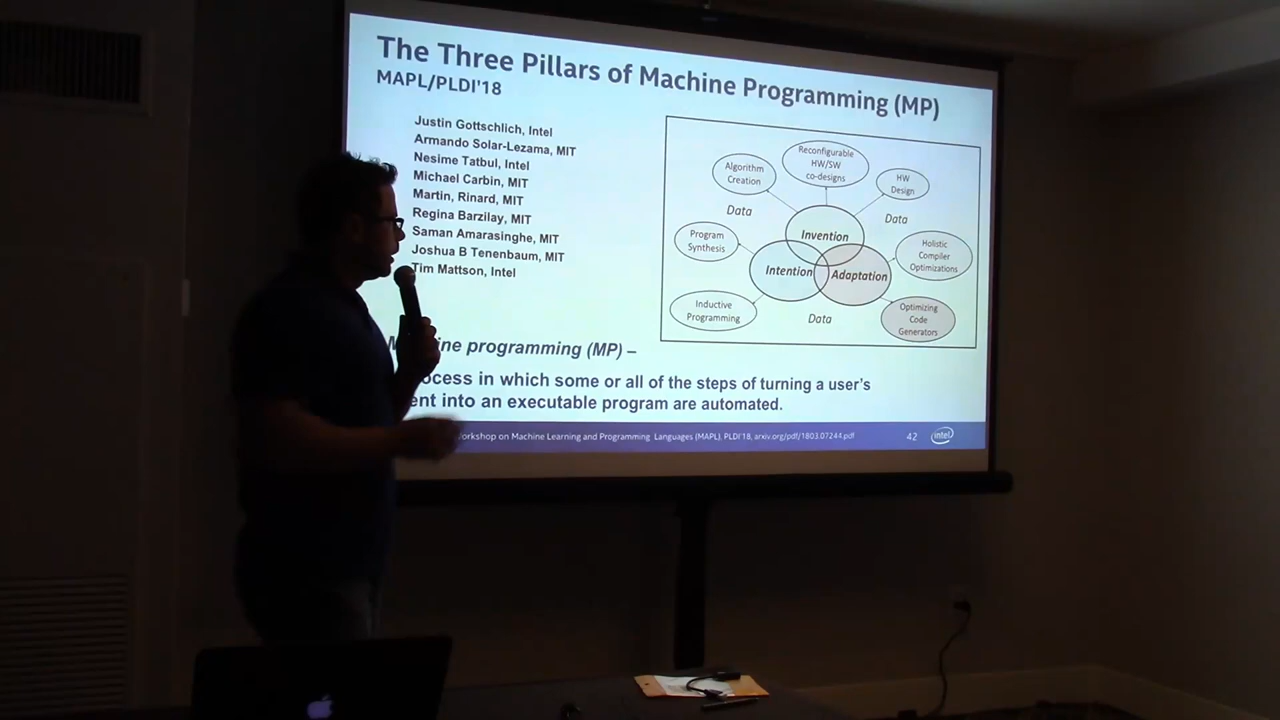 The Three Pillars of Machine Programming (MP)
MAPL/PLDI'18
Justin Gottschlich, Intel
Armando Solar-Lezama, MIT
Nesime Tatbul, Intel
Michael Carbin, MIT
Martin, Rinard, MIT
Regina Barzilay, MIT
Saman Amarasinghe, MIT
Joshua B Tenenbaum, MIT
Tim Mattson, Intel
Reconfigurable
HW/SW
co-designs
Algorithm
Creation
HW
Design
Data
Data
Program
Synthesis
Invention
Holistic
Compiler
Optimizations
Intention
Adaptation
Inductive
Programming
Data
Optimizing
Code
Generators
programming (MP) –
in which some or all of the steps of turning a user's
into an executable program are automated.
on Machine Learning and Programming Languages (MAPL), PLDI'18, arxiv.org/pdf/1803.07244.pdf
42
intel